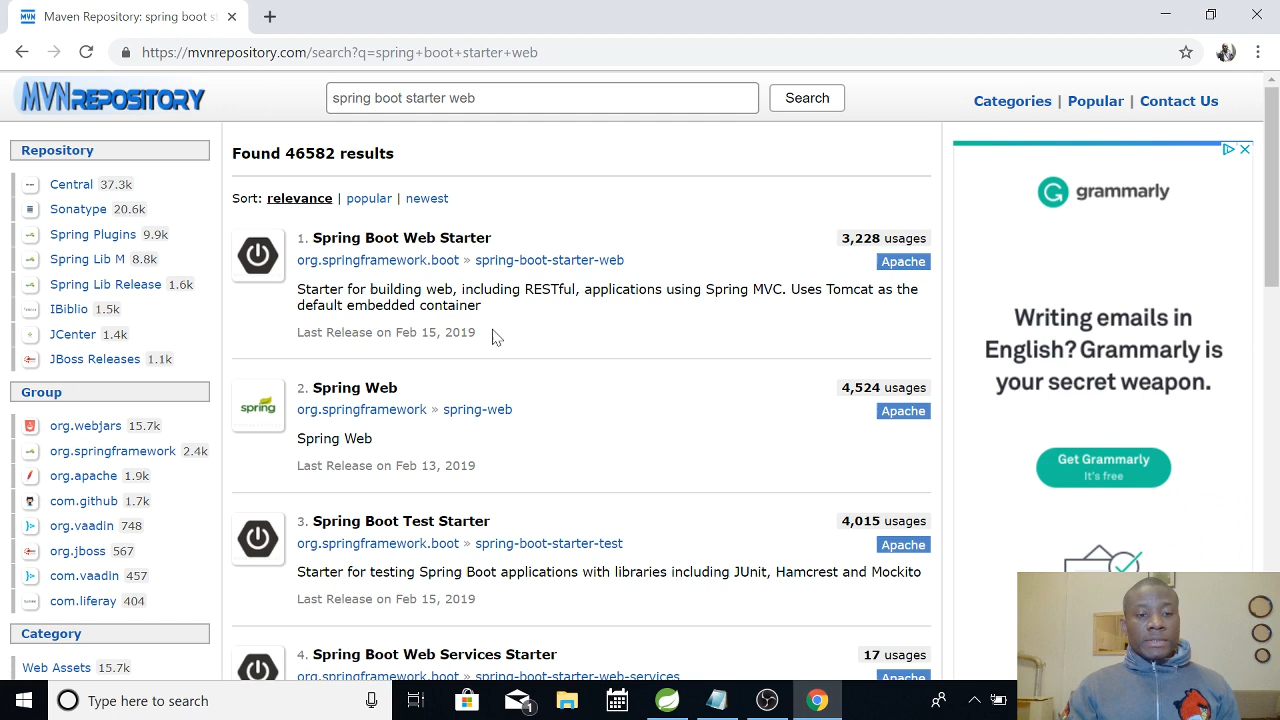 Maven Repository: spring boot st
https://mvnrepository.com/search?q=spring+boot+starter+web
MVNREPOSITORY
spring boot starter web
Search
Categories | Popular | Contact Us
Repository
Central 37.3k
Sonatype 20.6k
Spring Plugins 9.9k
Spring Lib M 8.8k
Spring Lib Release 1.6k
IBiblio 1.5k
JCenter 1.4k
JBoss Releases 1.1k
Group
org.webjars 15.7k
org.springframework 2.4k
org.apache 1.9k
com.github 1.7k
org.vaadin 748
org.jboss 567
com.vaadin 457
com.liferay 404
Category
Web Assets 15.7k
Found 46582 results
Sort: relevance | popular | newest
1. Spring Boot Web Starter
3,228 usages
org.springframework.boot » spring-boot-starter-web
Apache
Starter for building web, including RESTful, applications using Spring MVC. Uses Tomcat as the
default embedded container
Last Release on Feb 15, 2019
2. Spring Web
4,524 usages
org.springframework » spring-web
Apache
spring
Spring Web
Last Release on Feb 13, 2019
3. Spring Boot Test Starter
4,015 usages
org.springframework.boot » spring-boot-starter-test
Apache
Starter for testing Spring Boot applications with libraries including JUnit, Hamcrest and Mockito
Last Release on Feb 15, 2019
4. Spring Boot Web Services Starter
17 usages
org.springframework.boot » spring-boot-starter-web-services
Apache
grammarly
Writing emails in
English? Grammarly is
your secret weapon.
Get Grammarly
It's free
Type here to search
1